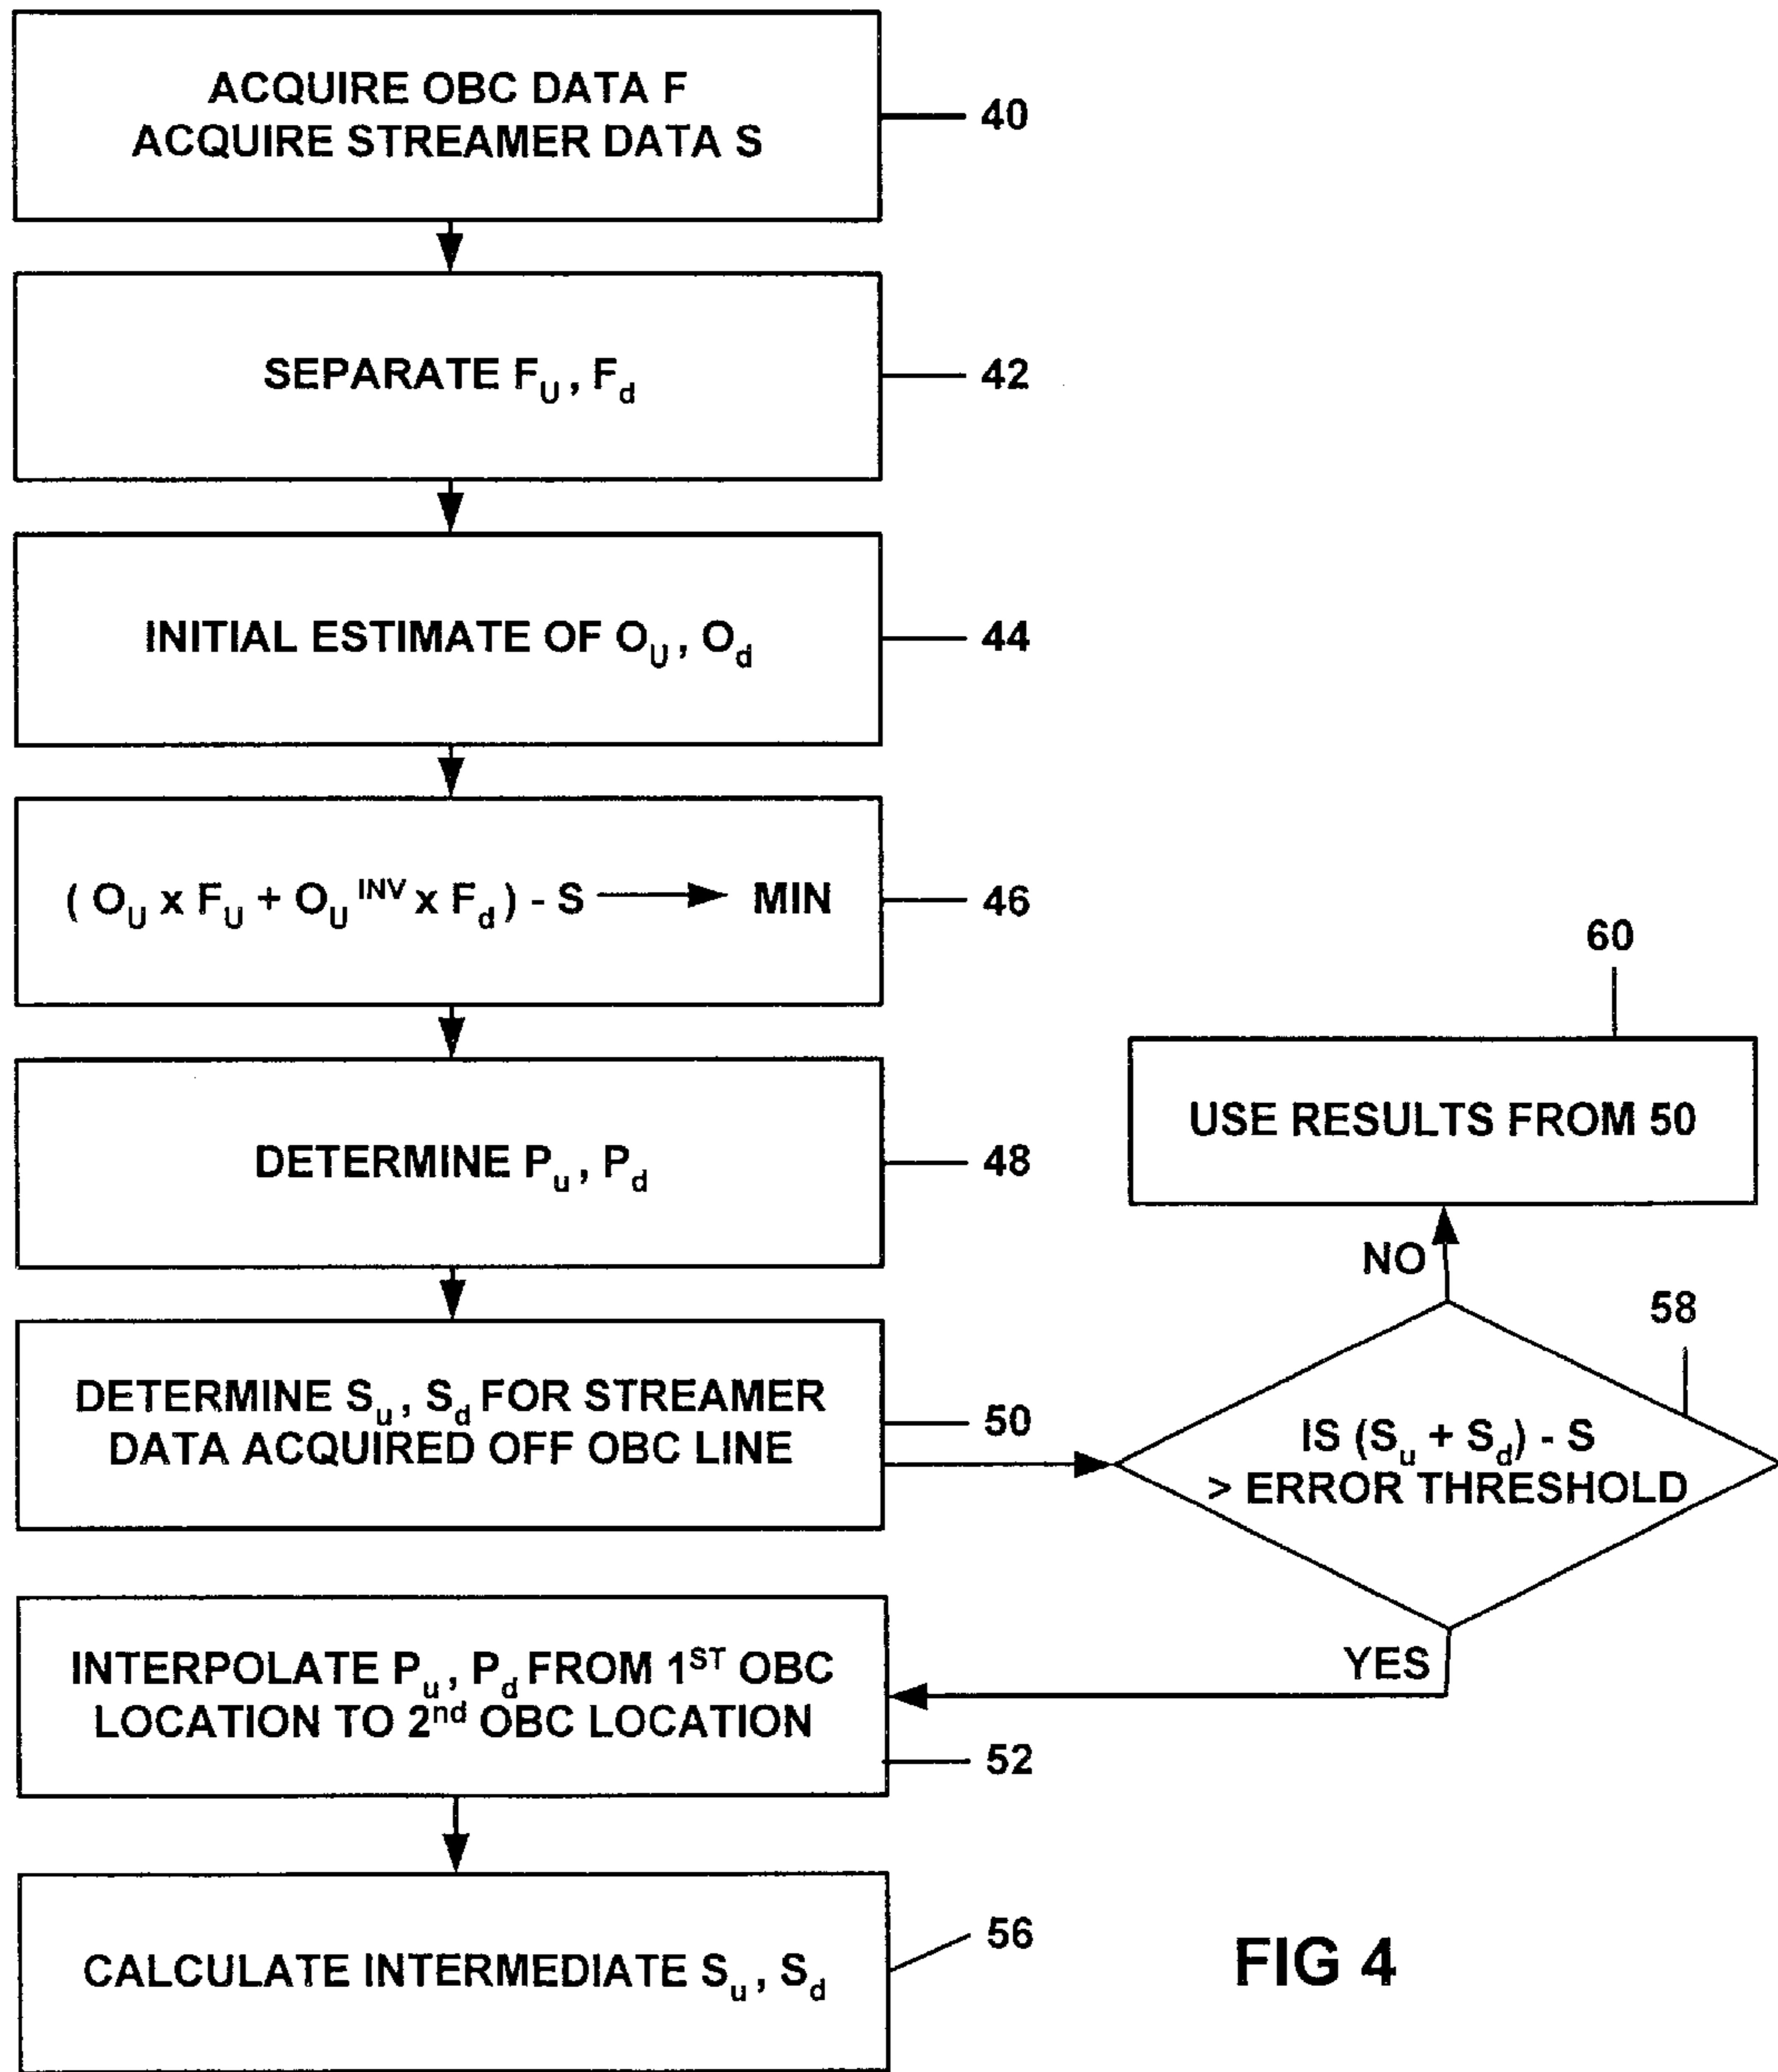 ACQUIRE OBC DATA F
ACQUIRE STREAMER DATA S
40
SEPARATE F_U, F_d
42
INITIAL ESTIMATE OF O_U, O_d
44
( O_U x F_U + O_U^INV x F_d ) - S → MIN
46
DETERMINE P_u, P_d
48
DETERMINE S_u, S_d FOR STREAMER
DATA ACQUIRED OFF OBC LINE
50
60
USE RESULTS FROM 50
NO
58
IS (S_u + S_d) - S
> ERROR THRESHOLD
YES
INTERPOLATE P_u, P_d FROM 1^ST OBC
LOCATION TO 2^nd OBC LOCATION
52
CALCULATE INTERMEDIATE S_u, S_d
56
FIG 4